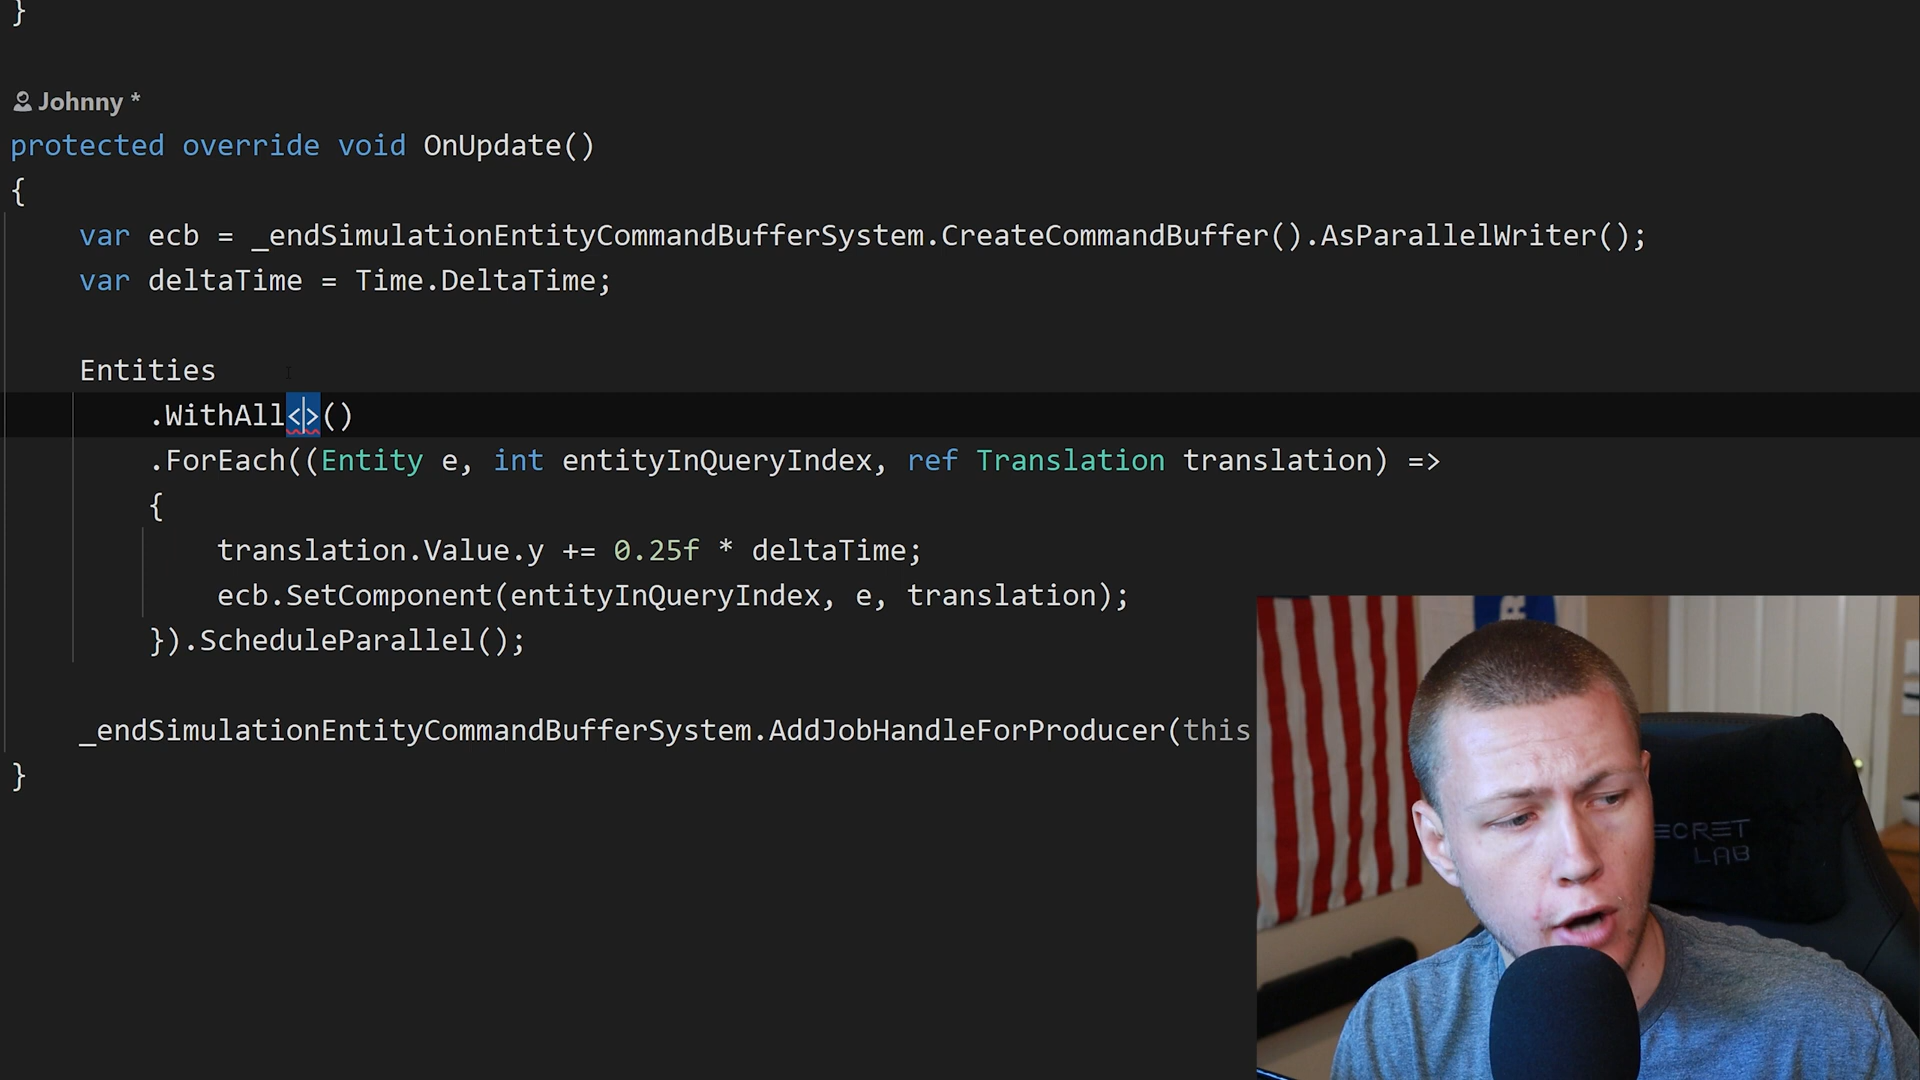 }
Johnny *
protected override void OnUpdate()
{
var ecb = _endSimulationEntityCommandBufferSystem.CreateCommandBuffer().AsParallelWriter();
var deltaTime = Time.DeltaTime;
Entities
.WithAll<>()
.ForEach((Entity e, int entityInQueryIndex, ref Translation translation) =>
{
translation.Value.y += 0.25f * deltaTime;
ecb.SetComponent(entityInQueryIndex, e, translation);
}).ScheduleParallel();
_endSimulationEntityCommandBufferSystem.AddJobHandleForProducer(this
}
ECRET
LAB